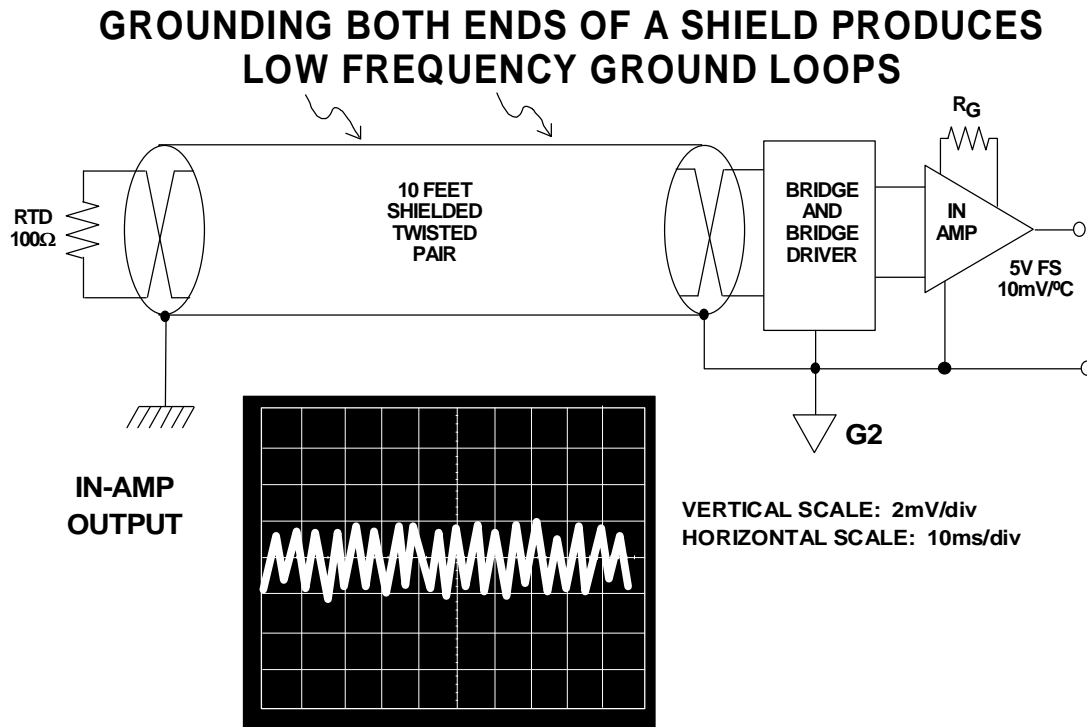 GROUNDING BOTH ENDS OF A SHIELD PRODUCES
LOW FREQUENCY GROUND LOOPS
RG
RTD
100Ω
10 FEET
SHIELDED
TWISTED
PAIR
BRIDGE
AND
BRIDGE
DRIVER
IN
AMP
5V FS
10mV/ºC
G2
IN-AMP
OUTPUT
VERTICAL SCALE: 2mV/div
HORIZONTAL SCALE: 10ms/div